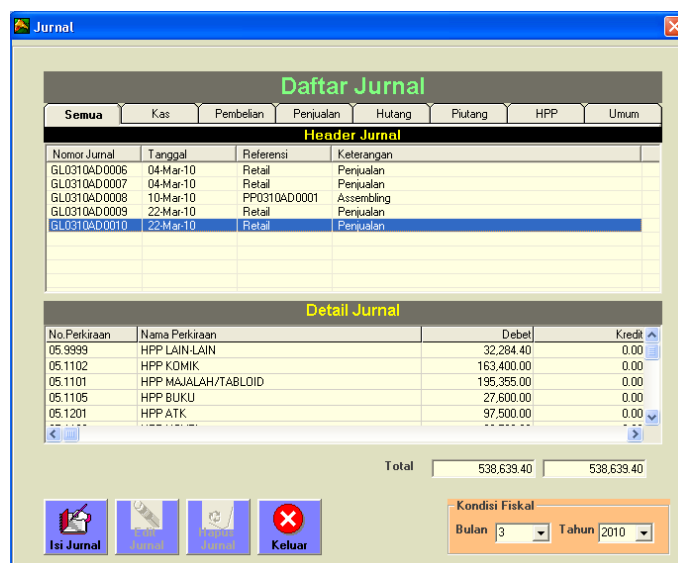 Jurnal
Daftar Jurnal
Semua Kas Pembelian Penjualan Hutang Piutang HPP Umum
Header Jurnal
Nomor Jurnal Tanggal Referensi Keterangan
GL0310AD0006 04-Mar-10 Retail Penjualan
GL0310AD0007 04-Mar-10 Retail Penjualan
GL0310AD0008 10-Mar-10 PP0310AD0001 Assembling
GL0310AD0009 22-Mar-10 Retail Penjualan
GL0310AD0010 22-Mar-10 Retail Penjualan
Detail Jurnal
No.Perkiraan Nama Perkiraan Debet Kredit
05.9999 HPP LAIN-LAIN 32,284.40 0.00
05.1102 HPP KOMIK 163,400.00 0.00
05.1101 HPP MAJALAH/TABLOID 195,355.00 0.00
05.1105 HPP BUKU 27,600.00 0.00
05.1201 HPP ATK 97,500.00 0.00
Total 538,639.40 538,639.40
Kondisi Fiskal
Bulan 3 Tahun 2010
Isi Jurnal Edit Jurnal Hapus Jurnal Keluar